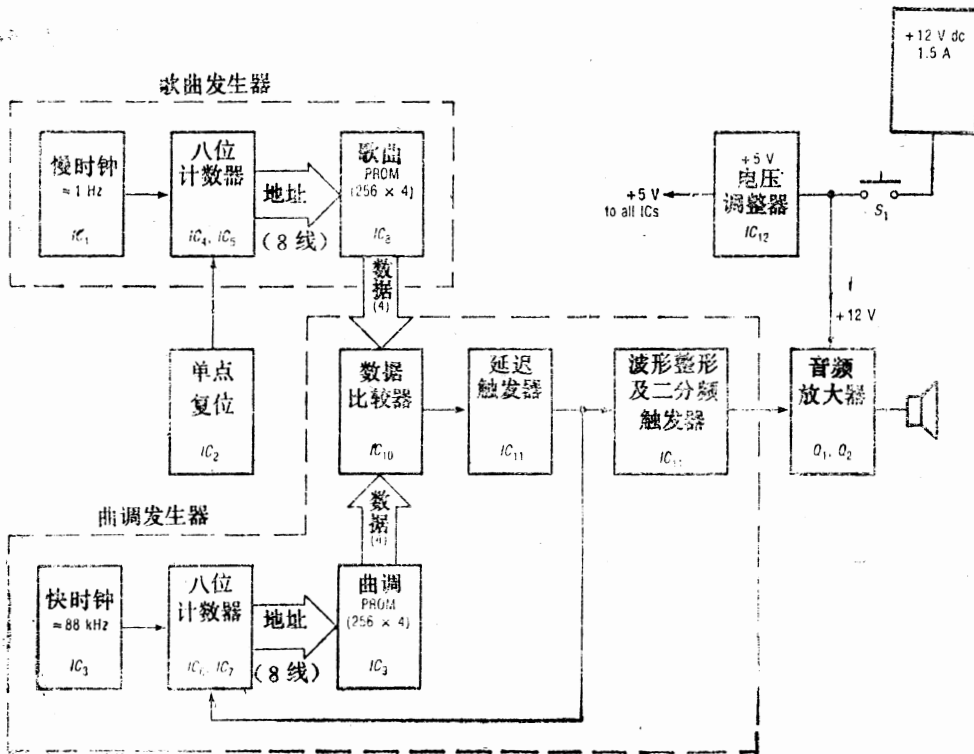 +12 V dc
1.5 A
歌曲发生器
慢时钟
≈1 Hz
IC₁
八位
计数器
IC₄, IC₅
地址
(8 线)
歌曲
PROM
(256 × 4)
+5 V
to all ICs
+5 V
电压
调整器
IC₁₂
S₁
数据
(4)
+12 V
单点
复位
IC₂
数据
比较器
IC₁₀
延迟
触发器
IC₁₁
波形整形
及二分频
触发器
音频
放大器
Q₁, Q₂
曲调发生器
数据
(4)
快时钟
≈88 kHz
IC₃
八位
计数器
地址
(8 线)
曲调
PROM
(256 × 4)